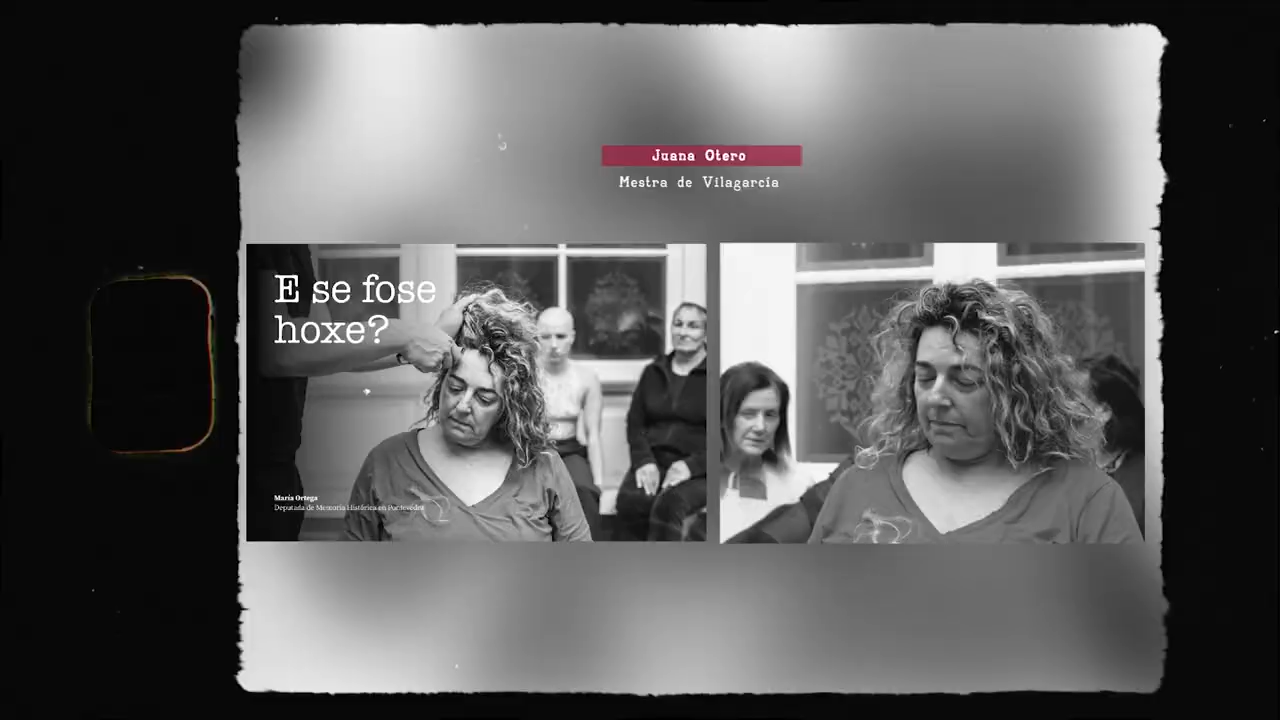 Juana Otero
Mestra de Vilagarcía
E se fose
hoxe?
María Ortega
Deputada de Memoria Histórica en Pontevedra